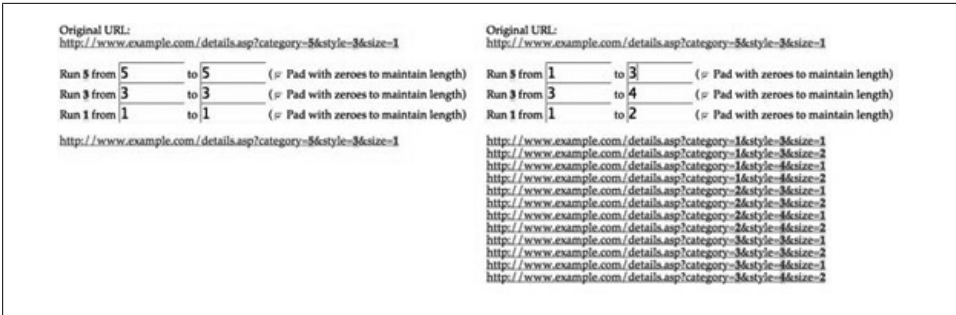 Original URL:
http://www.example.com/details.asp?category=5&style=3&size=1
Run 5 from 5 to 5 (Pad with zeroes to maintain length)
Run 3 from 3 to 3 (Pad with zeroes to maintain length)
Run 1 from 1 to 1 (Pad with zeroes to maintain length)
http://www.example.com/details.asp?category=5&style=3&size=1
Original URL:
http://www.example.com/details.asp?category=5&style=3&size=1
Run 5 from 1 to 3 (Pad with zeroes to maintain length)
Run 3 from 3 to 4 (Pad with zeroes to maintain length)
Run 1 from 1 to 2 (Pad with zeroes to maintain length)
http://www.example.com/details.asp?category=1&style=3&size=1
http://www.example.com/details.asp?category=1&style=3&size=2
http://www.example.com/details.asp?category=1&style=4&size=1
http://www.example.com/details.asp?category=1&style=4&size=2
http://www.example.com/details.asp?category=2&style=3&size=1
http://www.example.com/details.asp?category=2&style=3&size=2
http://www.example.com/details.asp?category=2&style=4&size=1
http://www.example.com/details.asp?category=2&style=4&size=2
http://www.example.com/details.asp?category=3&style=3&size=1
http://www.example.com/details.asp?category=3&style=3&size=2
http://www.example.com/details.asp?category=3&style=4&size=1
http://www.example.com/details.asp?category=3&style=4&size=2